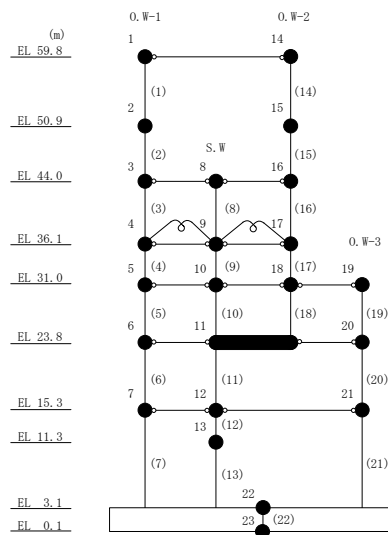 O.W-1 O.W-2
(m)
1 14
EL 59.8
(1) (14)
2 15
EL 50.9
(2) S.W (15)
3 8 16
EL 44.0
(3) (8) (16)
4 9 17
EL 36.1 O.W-3
5 (4) 10 (9) 18 (17) 19
EL 31.0
(5) (10) (18) (19)
6 11 20
EL 23.8
(6) (11) (20)
7 12 21
EL 15.3
13 (12)
EL 11.3
(7) (13) (21)
EL 3.1 22
EL 0.1 23 (22)